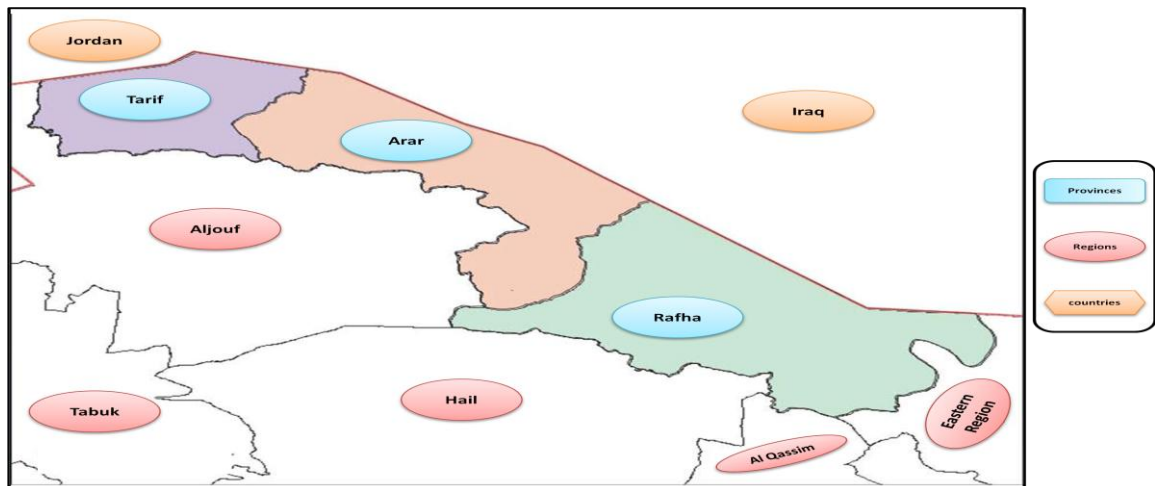 Jordan
Tarif
Iraq
Arar
Provinces
Aljouf
Regions
countries
Rafha
Tabuk
Hail
Eastern
Region
Al Qassim